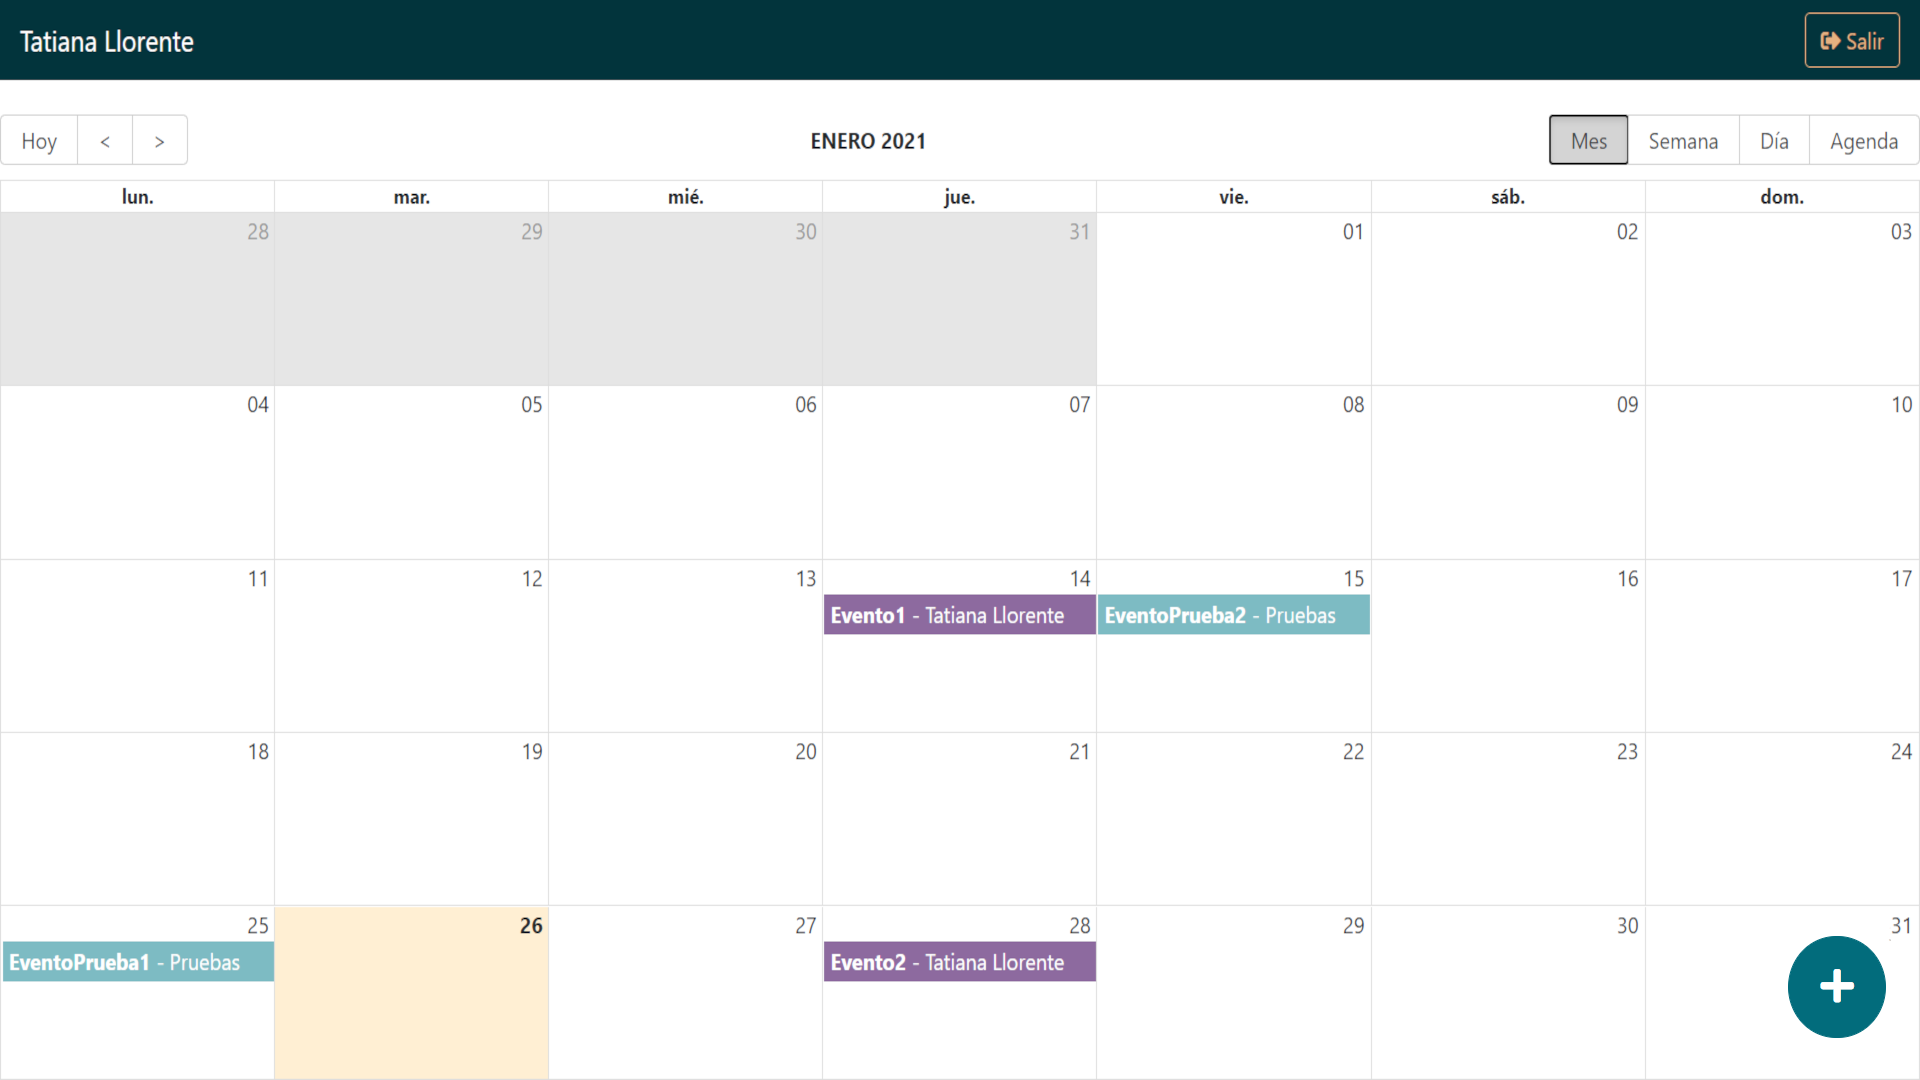 Tatiana Llorente
Salir
Hoy < > ENERO 2021 Mes Semana Día Agenda
lun. mar. mié. jue. vie. sáb. dom.
28 29 30 31 01 02 03
04 05 06 07 08 09 10
11 12 13 14 15 16 17
Evento1 - Tatiana Llorente EventoPrueba2 - Pruebas
18 19 20 21 22 23 24
25 26 27 28 29 30 31
EventoPrueba1 - Pruebas Evento2 - Tatiana Llorente
+